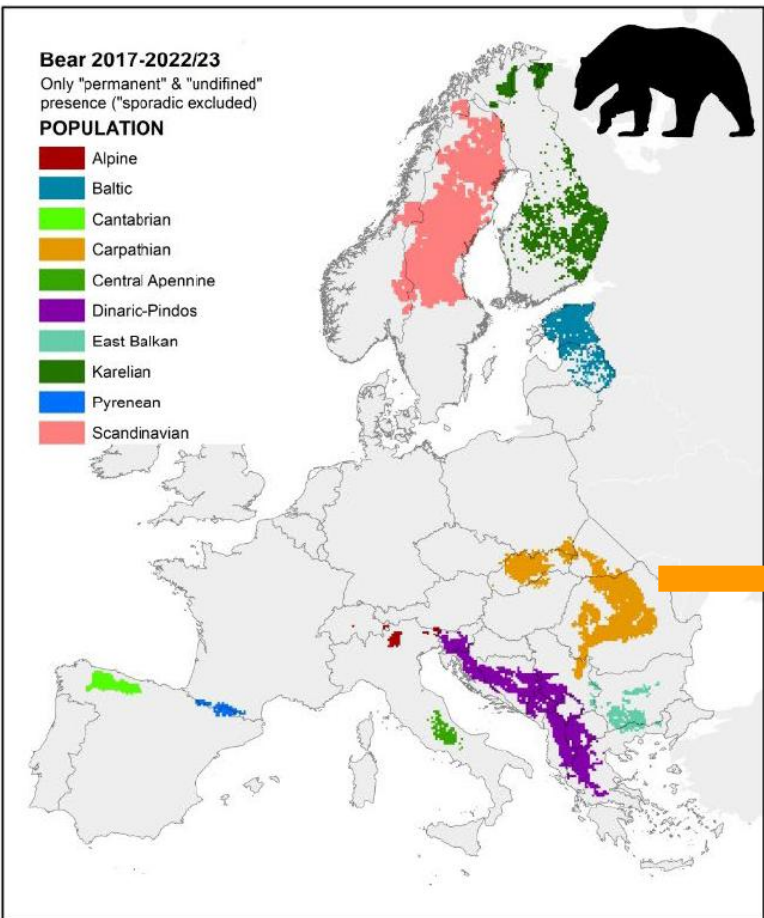 Bear 2017-2022/23
Only "permanent" & "undifined"
presence ("sporadic excluded)
POPULATION
Alpine
Baltic
Cantabrian
Carpathian
Central Apennine
Dinaric-Pindos
East Balkan
Karelian
Pyrenean
Scandinavian